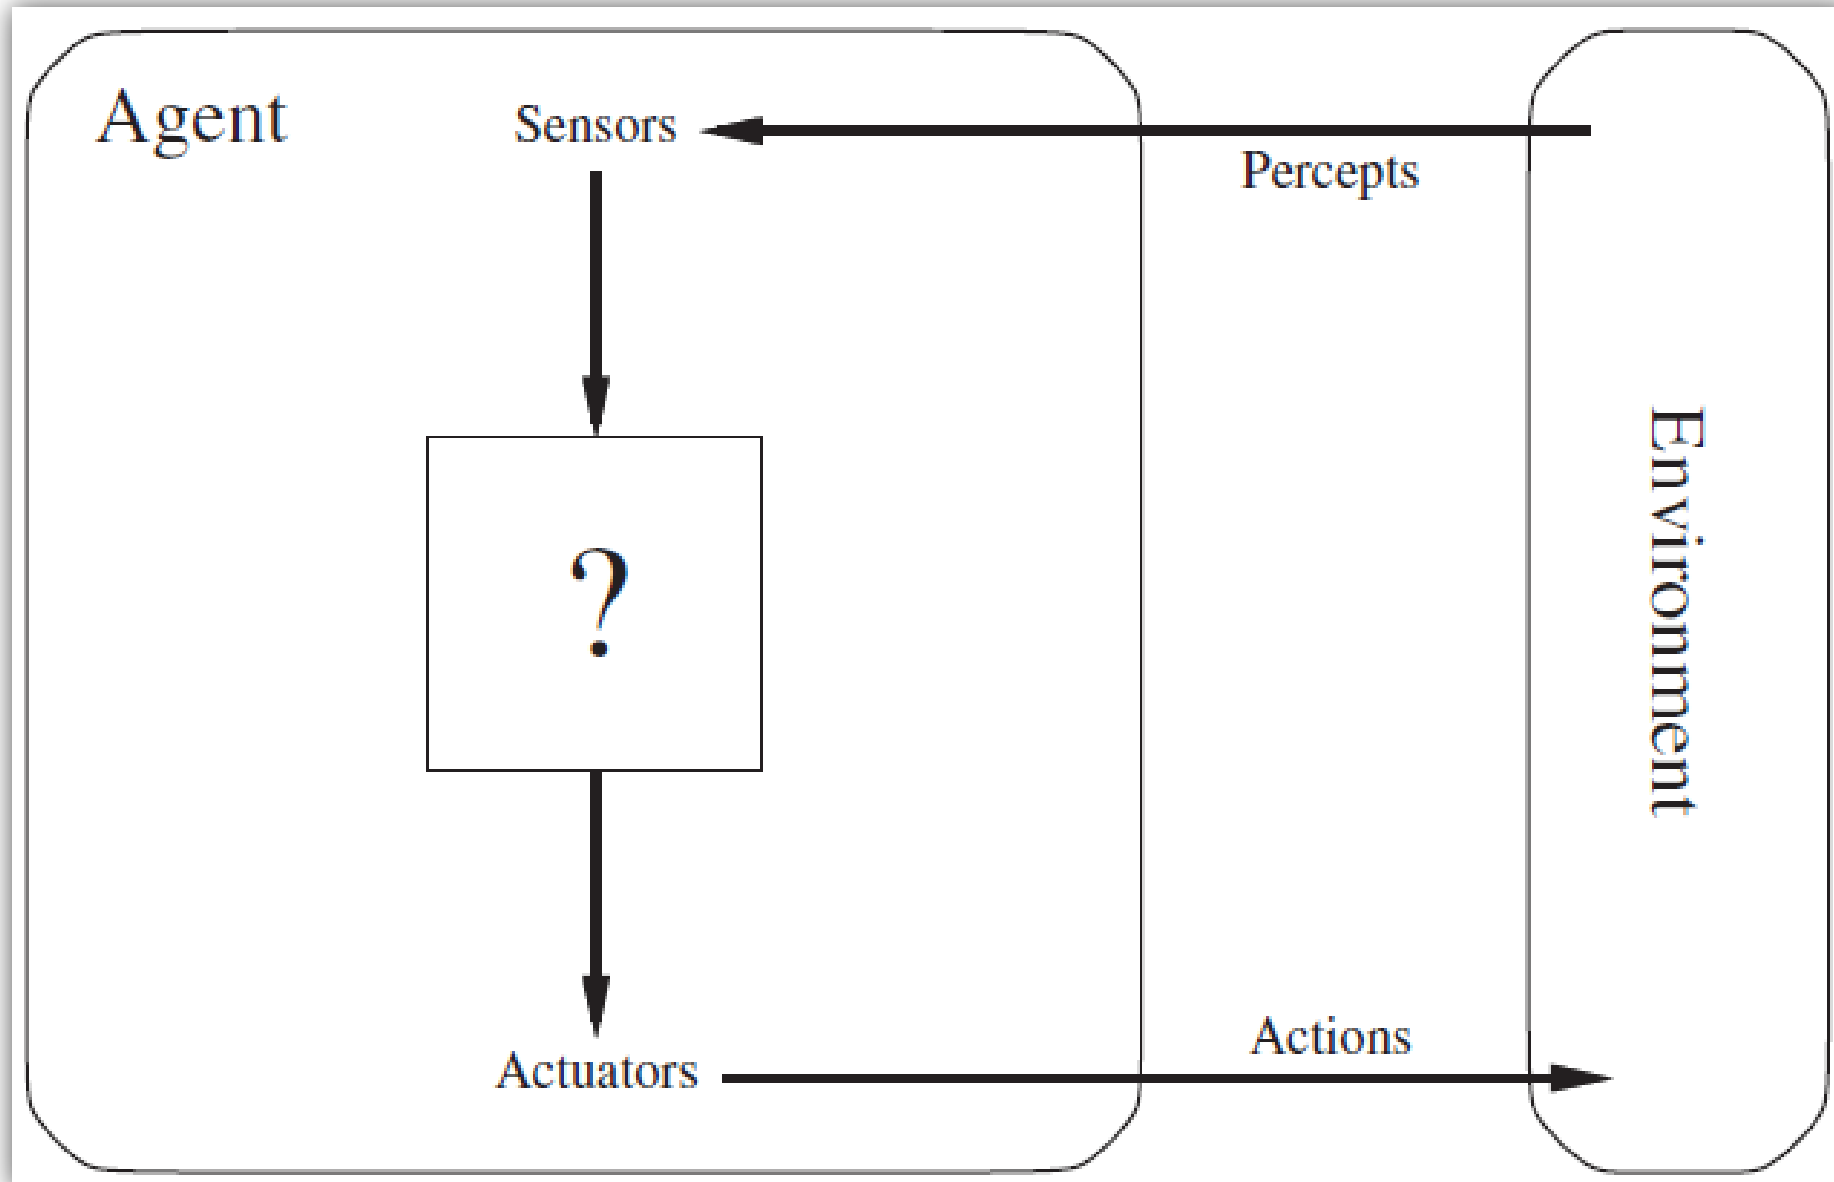 Agent
Sensors
Percepts
?
Environment
Actions
Actuators